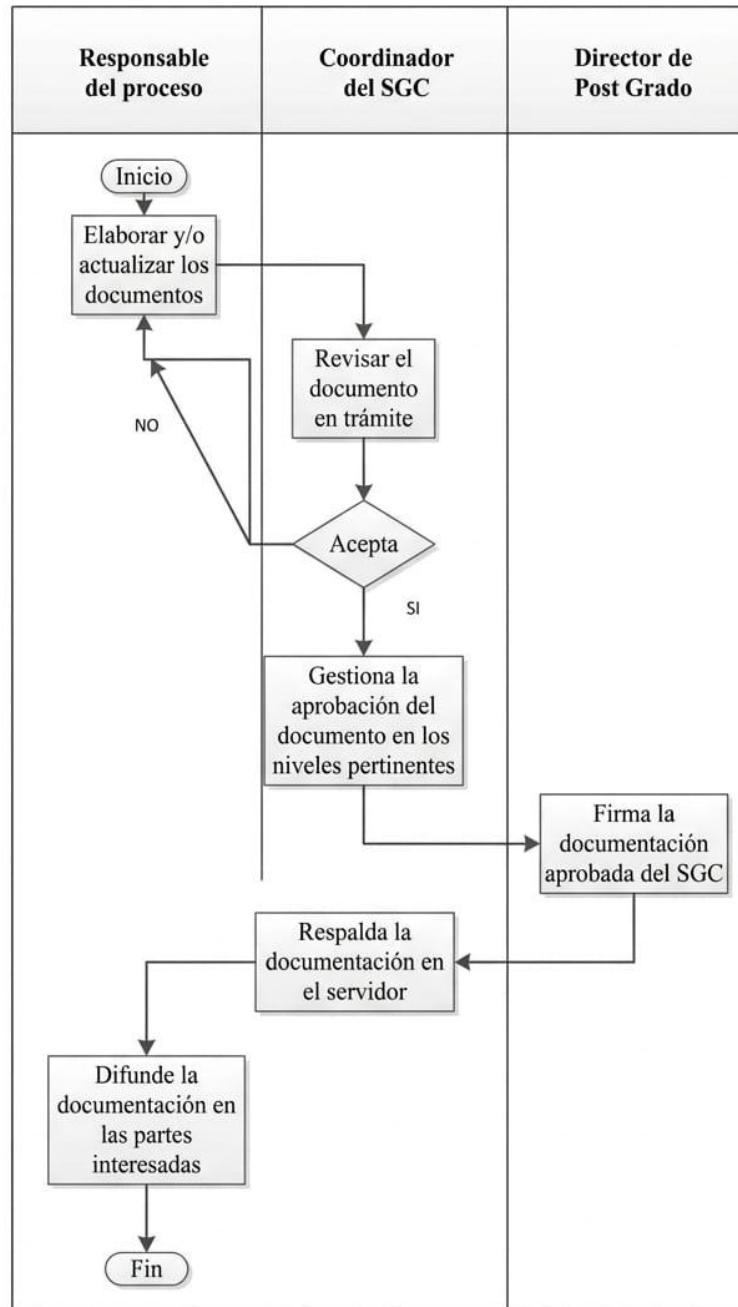 Responsable
del proceso
Coordinador
del SGC
Director de
Post Grado
Inicio
Elaborar y/o
actualizar los
documentos
Revisar el
documento
en trámite
NO
Acepta
SI
Gestiona la
aprobación del
documento en los
niveles pertinentes
Firma la
documentación
aprobada del SGC
Respalda la
documentación en
el servidor
Difunde la
documentación en
las partes
interesadas
Fin